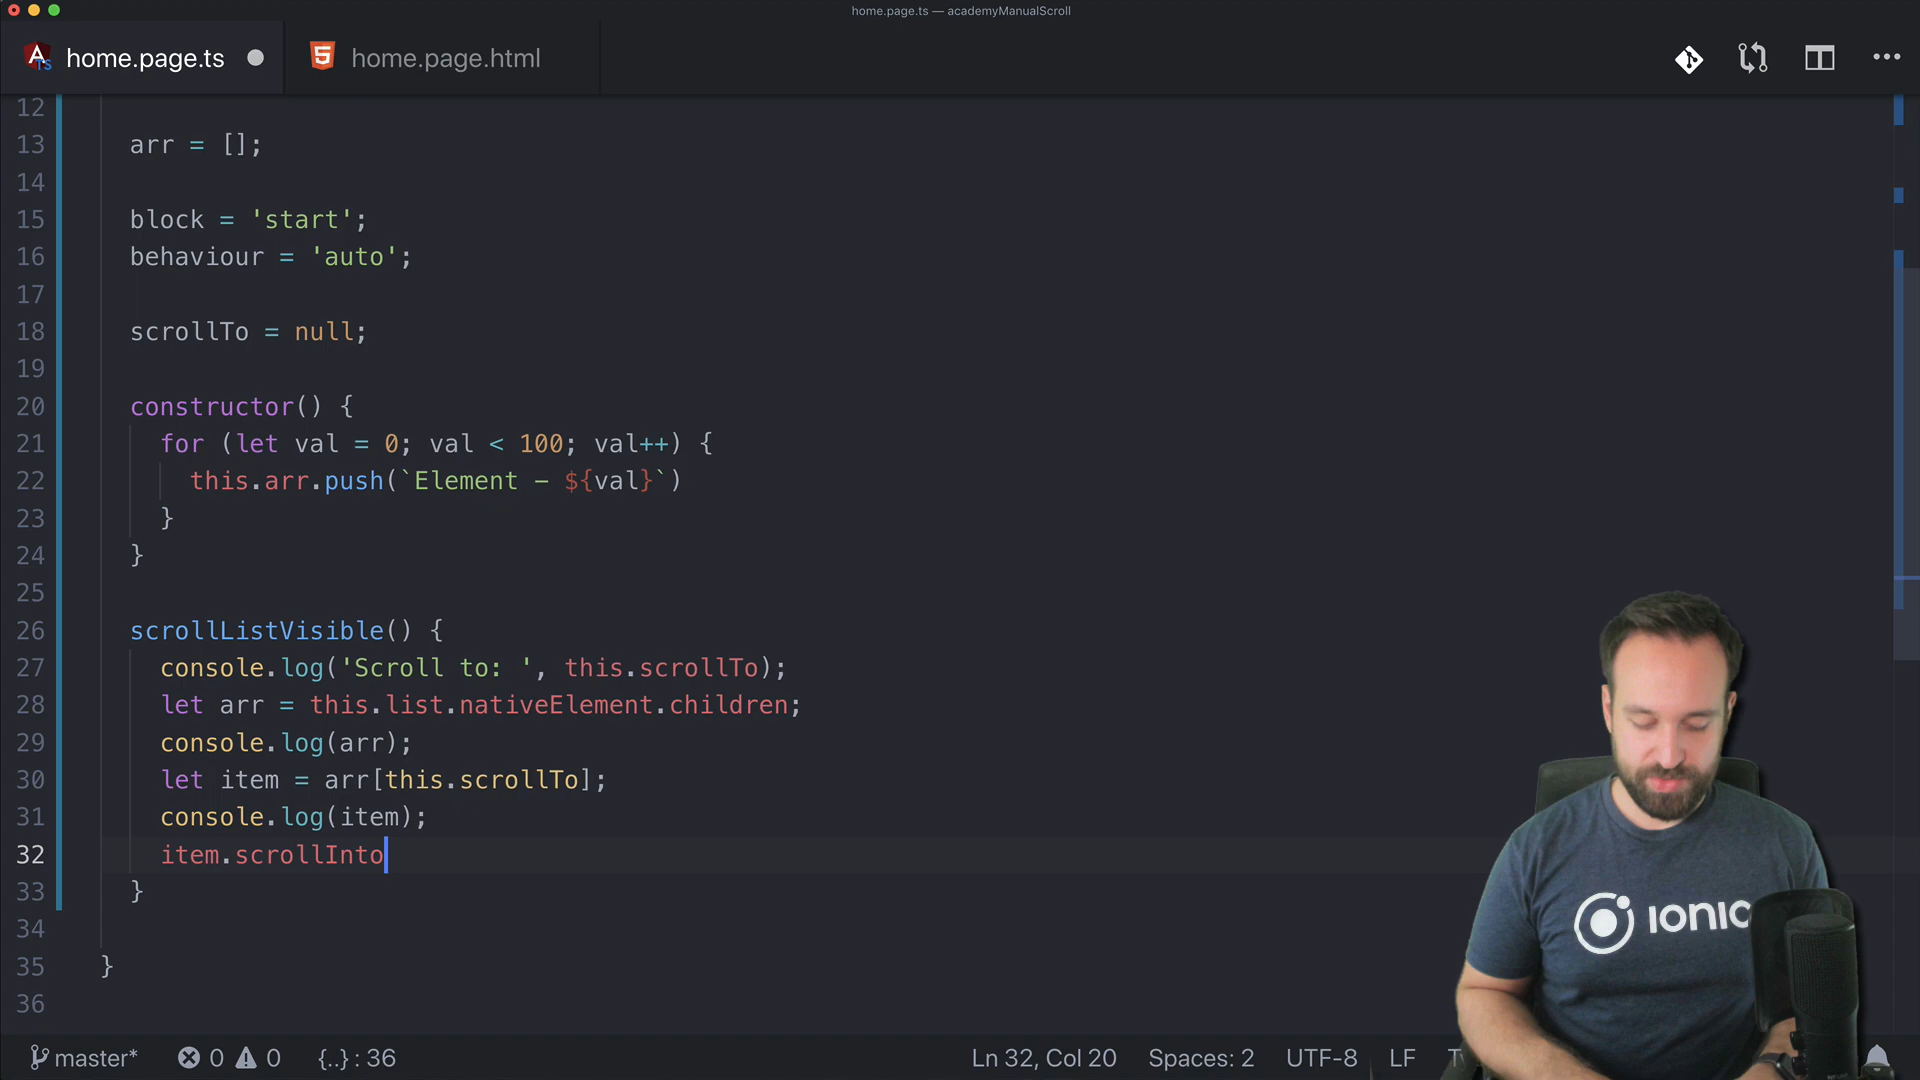 home.page.ts — academyManualScroll
home.page.ts
home.page.html
12
13 arr = [];
14
15 block = 'start';
16 behaviour = 'auto';
17
18 scrollTo = null;
19
20 constructor() {
21 for (let val = 0; val < 100; val++) {
22 this.arr.push(`Element - ${val}`)
23 }
24 }
25
26 scrollListVisible() {
27 console.log('Scroll to: ', this.scrollTo);
28 let arr = this.list.nativeElement.children;
29 console.log(arr);
30 let item = arr[this.scrollTo];
31 console.log(item);
32 item.scrollInto
33 }
34
35 }
36
IONIC
master* 0 0 {..} : 36 Ln 32, Col 20 Spaces: 2 UTF-8 LF